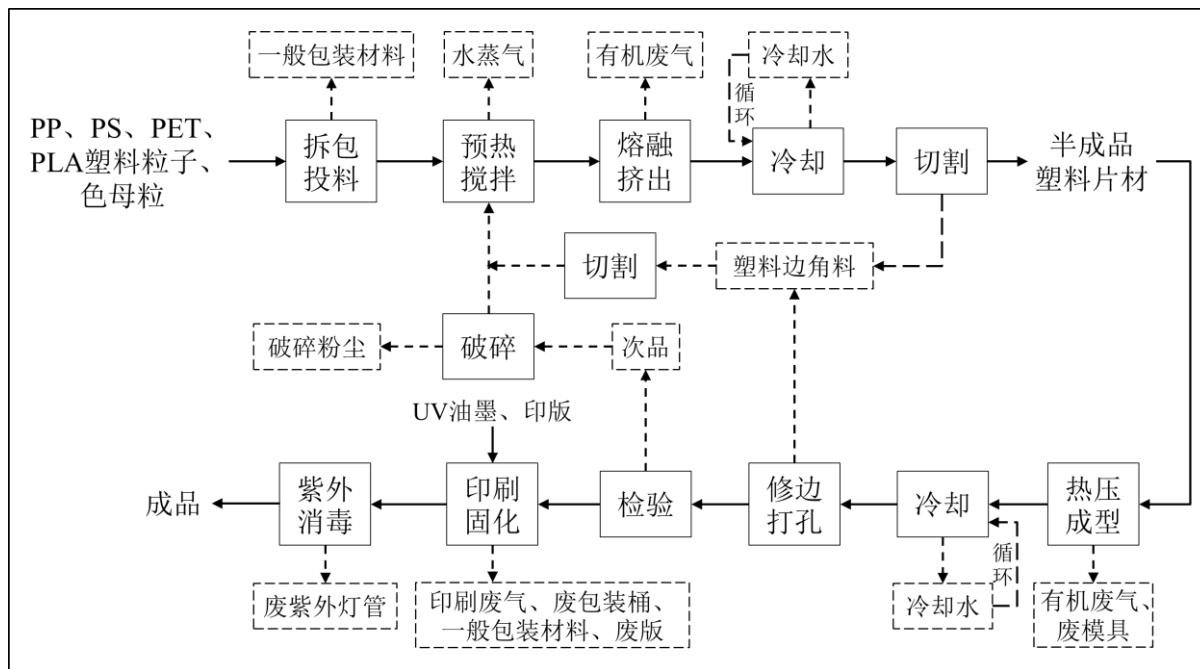 一般包装材料
水蒸气
有机废气
冷却水
循环
PP、PS、PET、
PLA塑料粒子、
色母粒
拆包
投料
预热
搅拌
熔融
挤出
冷却
切割
半成品
塑料片材
切割
塑料边角料
破碎粉尘
破碎
次品
UV油墨、印版
成品
紫外
消毒
印刷
固化
检验
修边
打孔
冷却
热压
成型
循环
废紫外灯管
印刷废气、废包装桶、
一般包装材料、废版
冷却水
有机废气、
废模具